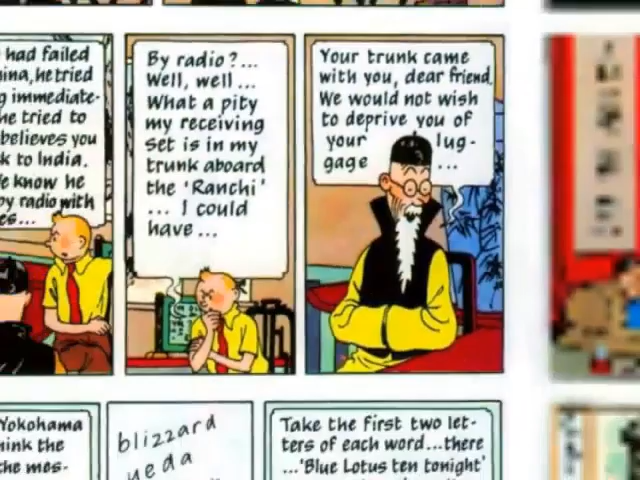 had failed
ina, he tried
g immediate-
he tried to
believes you
k to India.
e know he
by radio with
es...
By radio?...
Well, well...
What a pity
my receiving
set is in my
trunk aboard
the 'Ranchi'
... I could
have...
Your trunk came
with you, dear friend.
We would not wish
to deprive you of
your lug-
gage ...
Yokohama
hink the
the mes-
blizzard
ueda
Take the first two let-
ters of each word...there
...'Blue Lotus ten tonight'